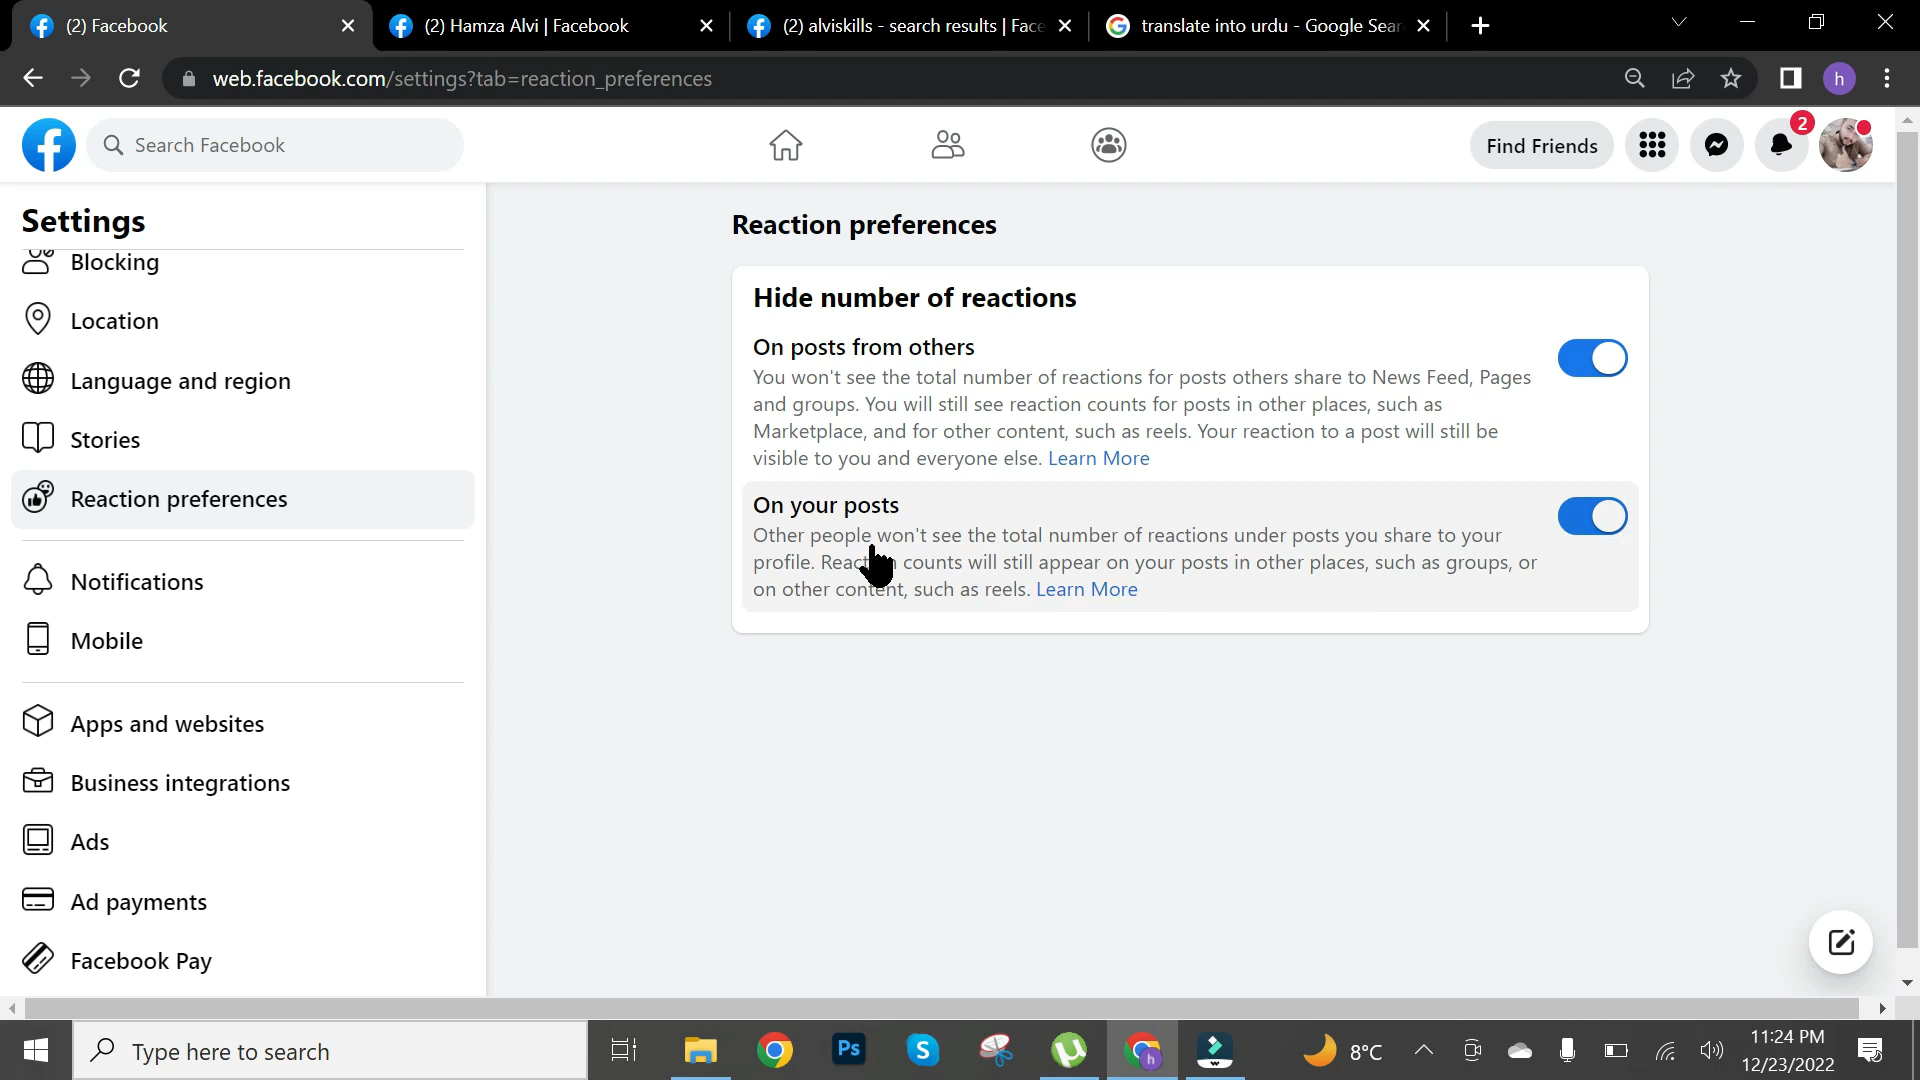 (2) Facebook
(2) Hamza Alvi | Facebook
(2) alviskills - search results | Face
translate into urdu - Google Sear
web.facebook.com/settings?tab=reaction_preferences
h
Search Facebook
Find Friends
2
Settings
Blocking
Location
Language and region
Stories
Reaction preferences
Notifications
Mobile
Apps and websites
Business integrations
Ads
Ad payments
Facebook Pay
Reaction preferences
Hide number of reactions
On posts from others
You won't see the total number of reactions for posts others share to News Feed, Pages
and groups. You will still see reaction counts for posts in other places, such as
Marketplace, and for other content, such as reels. Your reaction to a post will still be
visible to you and everyone else. Learn More
On your posts
Other people won't see the total number of reactions under posts you share to your
profile. Reaction counts will still appear on your posts in other places, such as groups, or
on other content, such as reels. Learn More
Type here to search
Ps
S
h
8°C
11:24 PM
12/23/2022